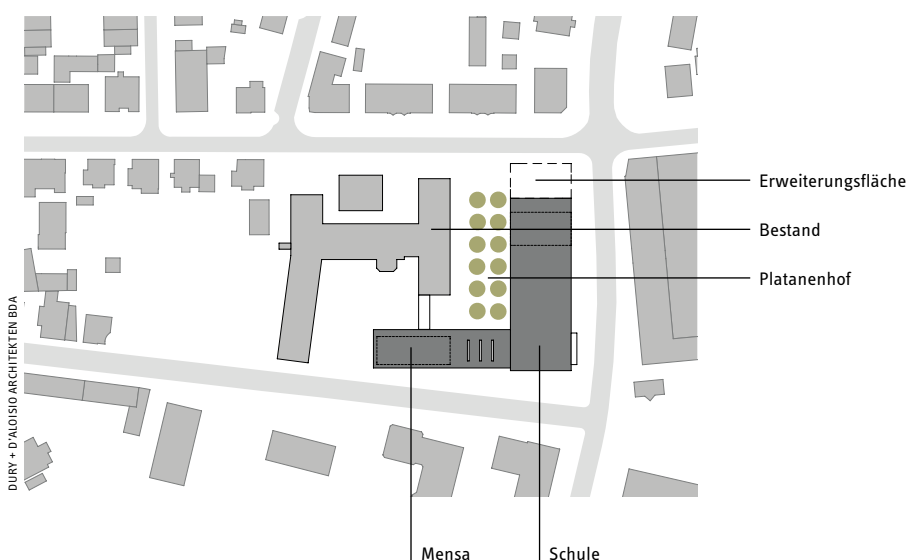 Erweiterungsfläche
Bestand
Platanenhof
DURY + D'ALOISIO ARCHITEKTEN BDA
Mensa
Schule